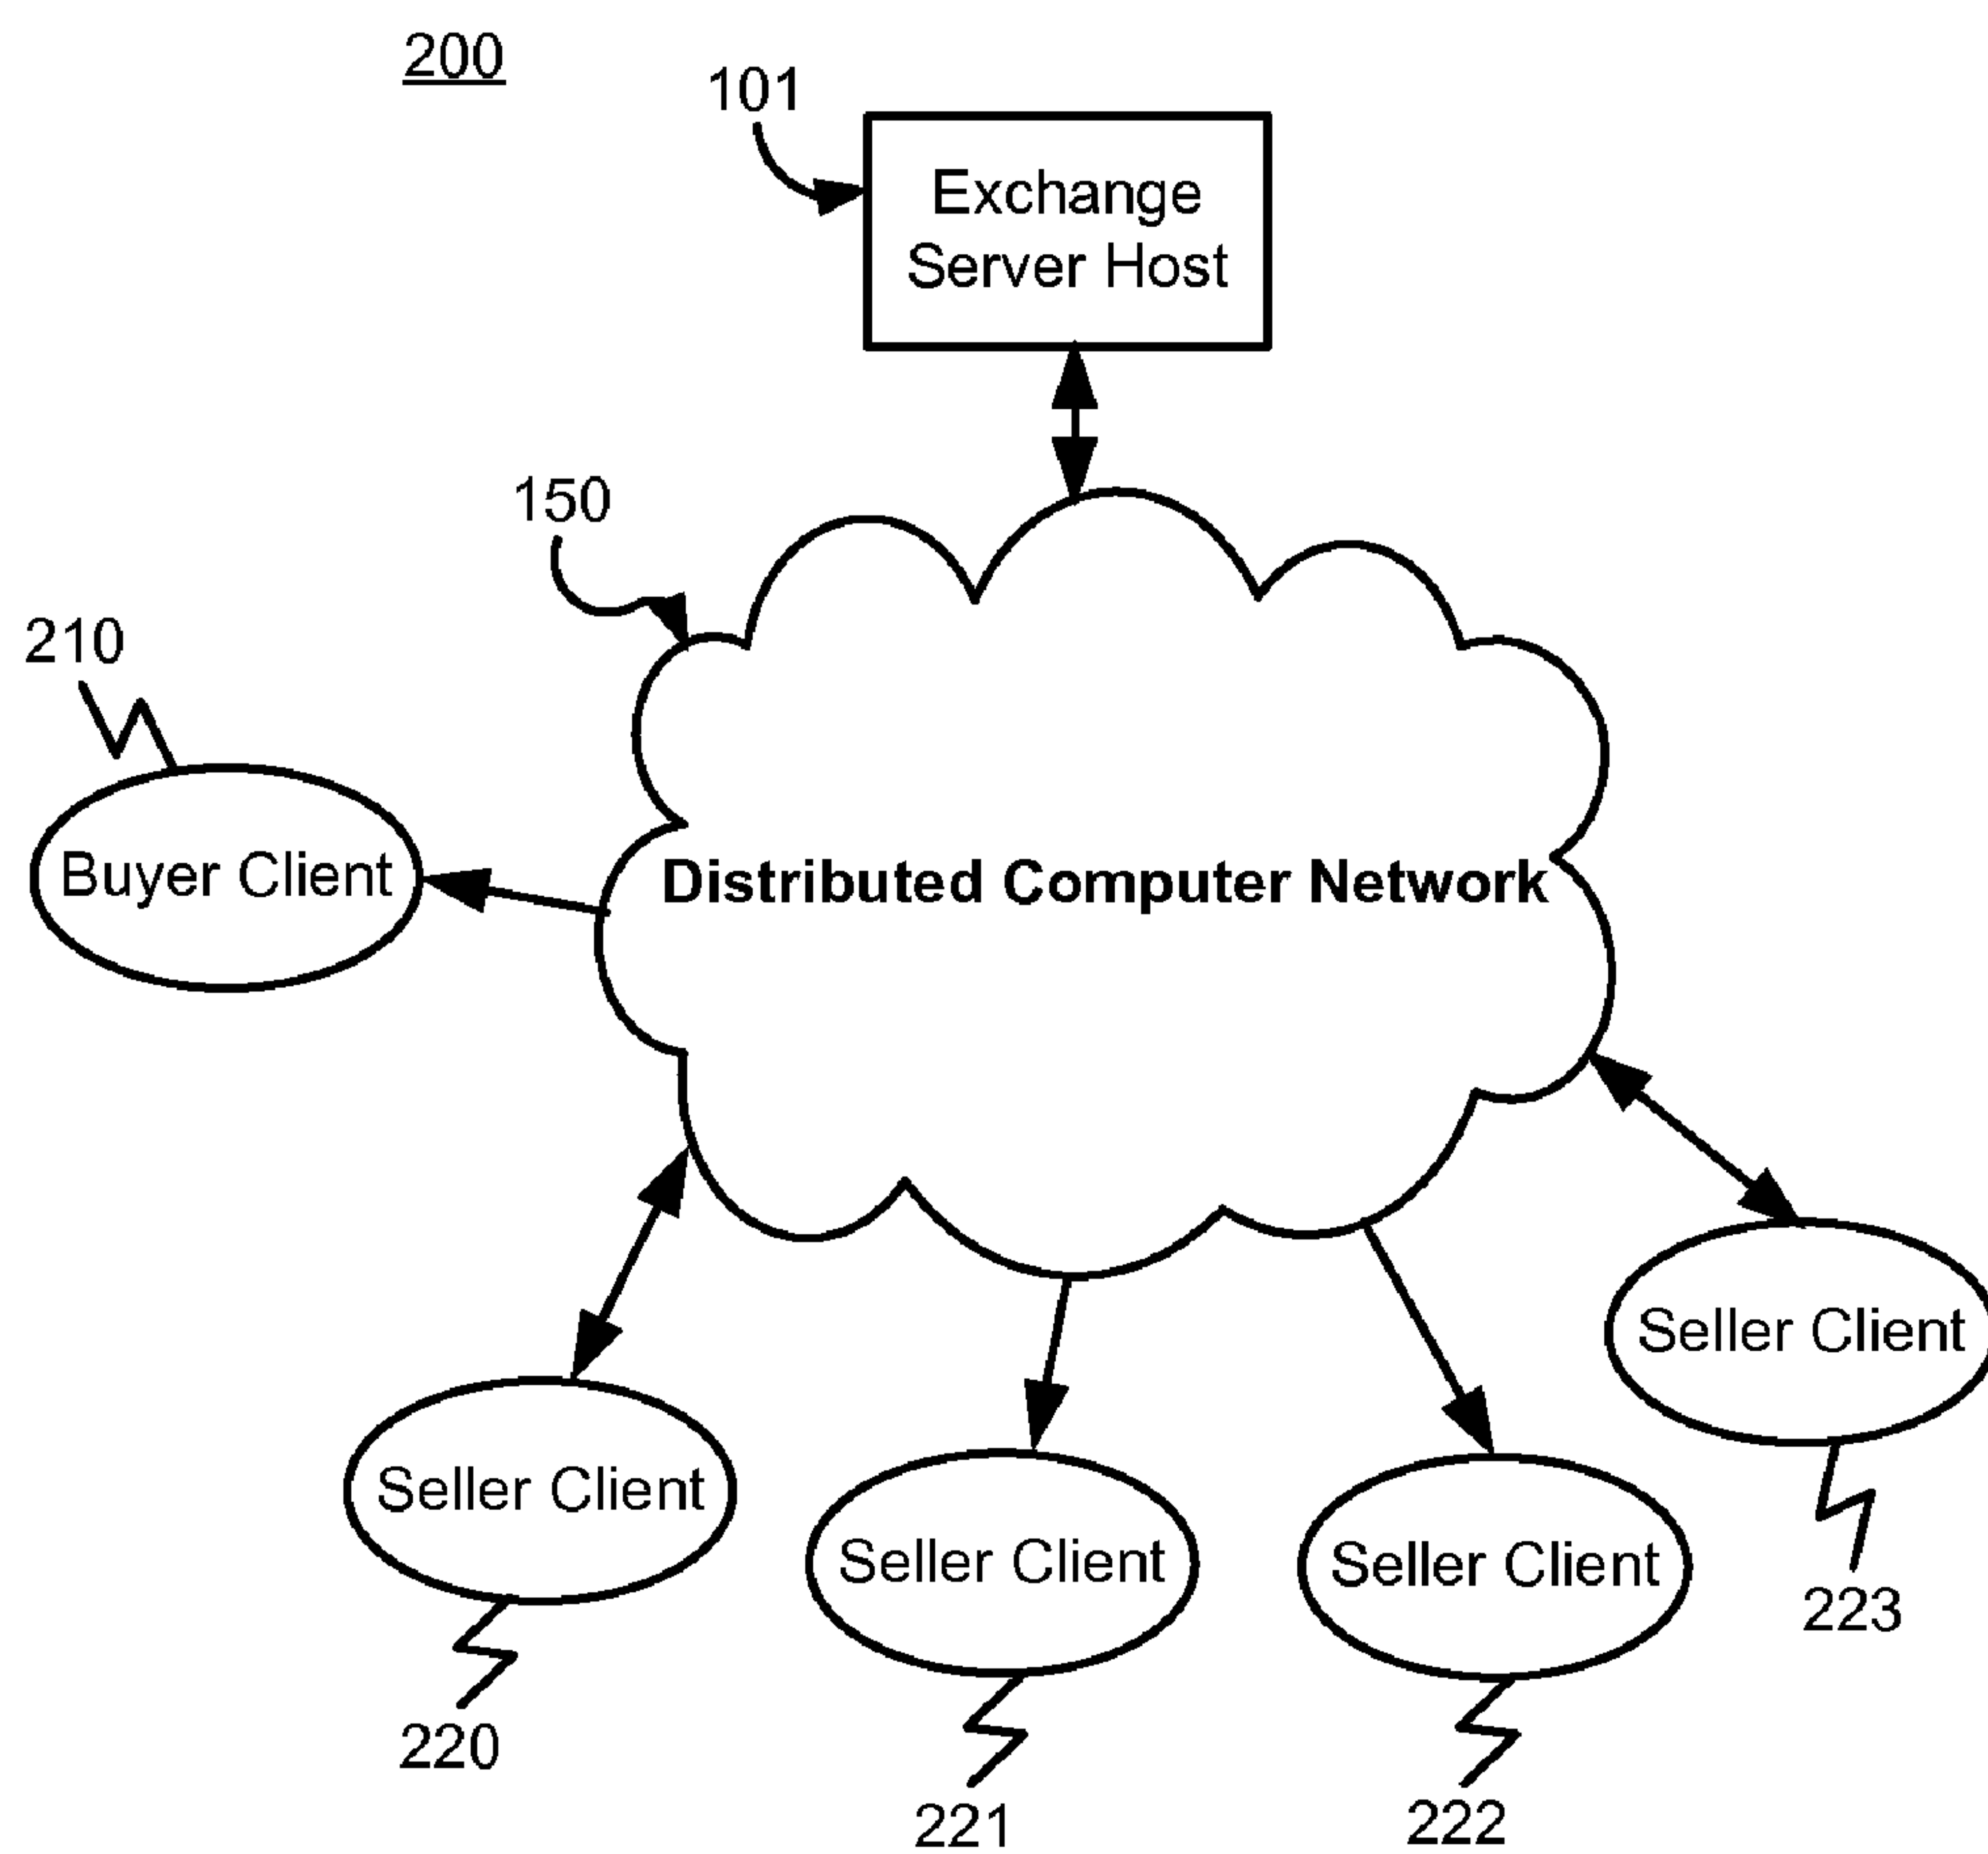 200
101
Exchange
Server Host
150
210
Buyer Client
Distributed Computer Network
Seller Client
Seller Client
Seller Client
Seller Client
223
220
221
222